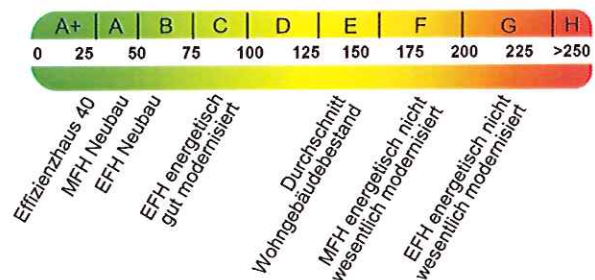 A+ A B C D E F G H
0 25 50 75 100 125 150 175 200 225 >250
Effizienzhaus 40
MFH Neubau
EFH Neubau
EFH energetisch
gut modernisiert
Durchschnitt
Wohngebäudebestand
MFH energetisch nicht
wesentlich modernisiert
EFH energetisch nicht
wesentlich modernisiert